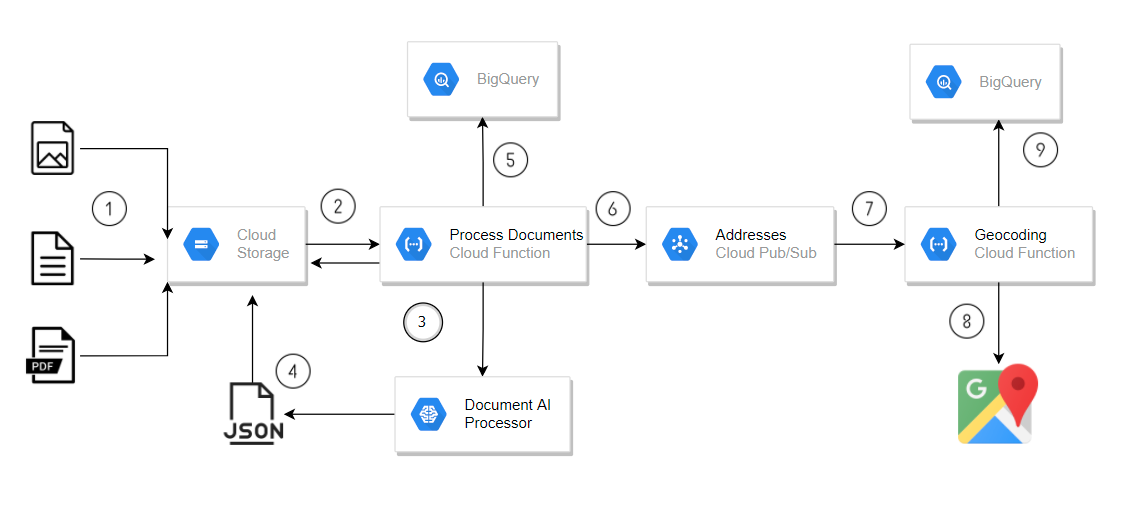 BigQuery
BigQuery
1
2
5
6
7
9
Cloud
Storage
Process Documents
Cloud Function
Addresses
Cloud Pub/Sub
Geocoding
Cloud Function
3
8
PDF
4
JSON
Document AI
Processor
G